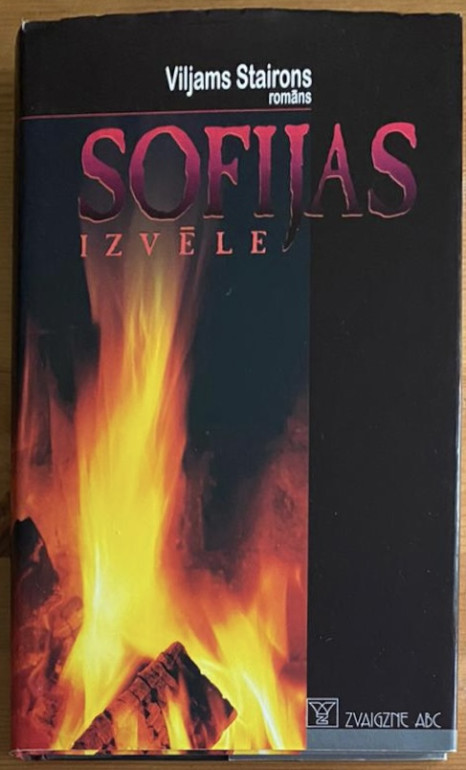 Viljams Stairons
romāns
SOFIJAS
IZVĒLE
ZVAIGZNE ABC